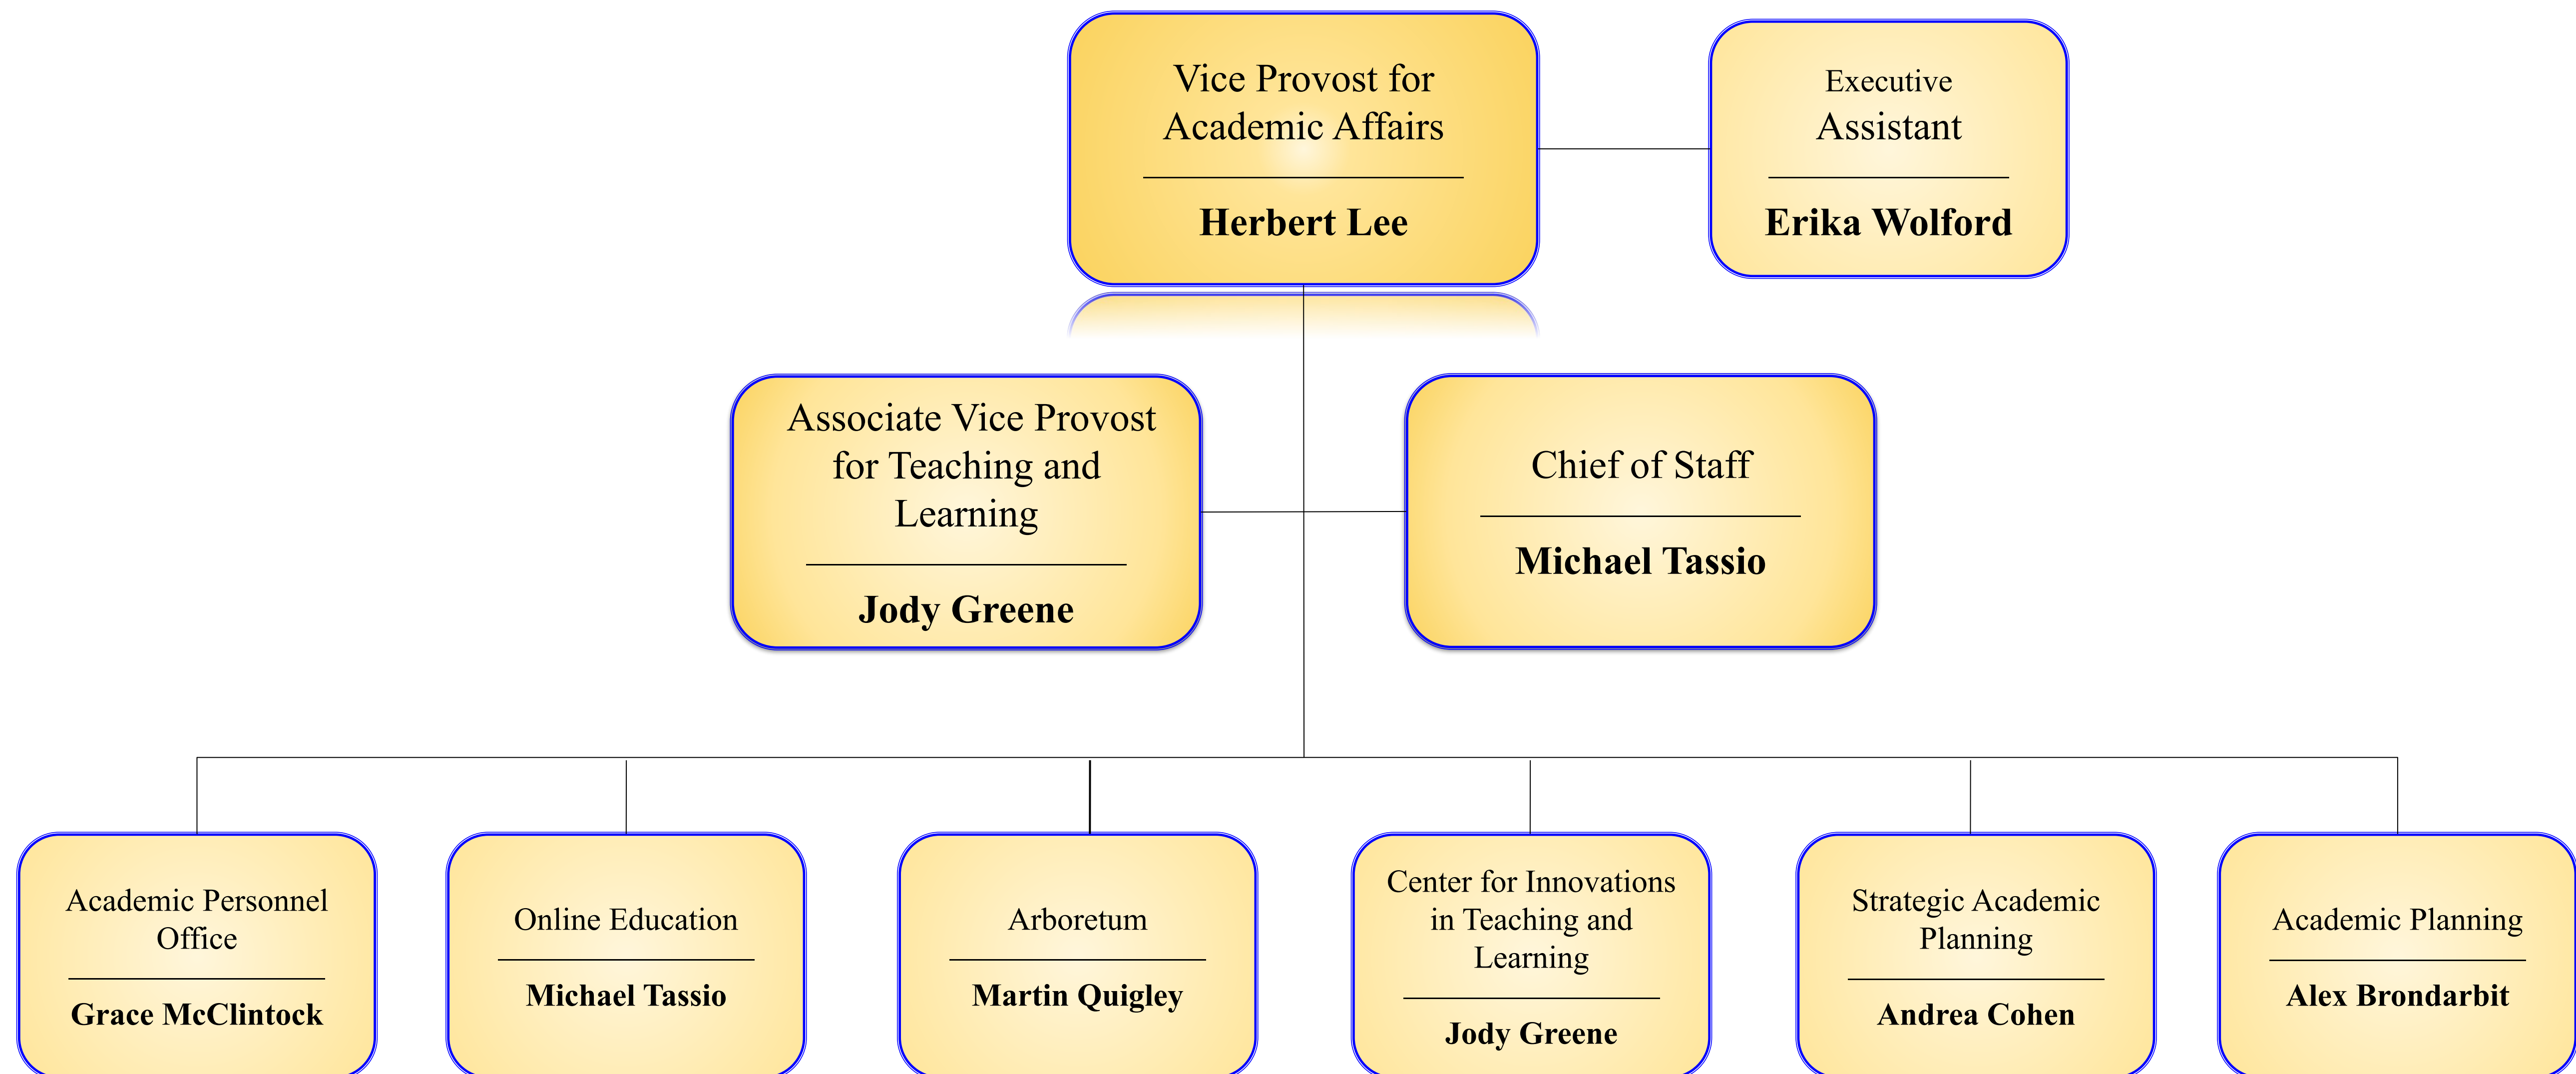 Vice Provost for
Academic Affairs
Herbert Lee
Executive
Assistant
Erika Wolford
Associate Vice Provost
for Teaching and
Learning
Jody Greene
Chief of Staff
Michael Tassio
Academic Personnel
Office
Grace McClintock
Online Education
Michael Tassio
Arboretum
Martin Quigley
Center for Innovations
in Teaching and
Learning
Jody Greene
Strategic Academic
Planning
Andrea Cohen
Academic Planning
Alex Brondarbit